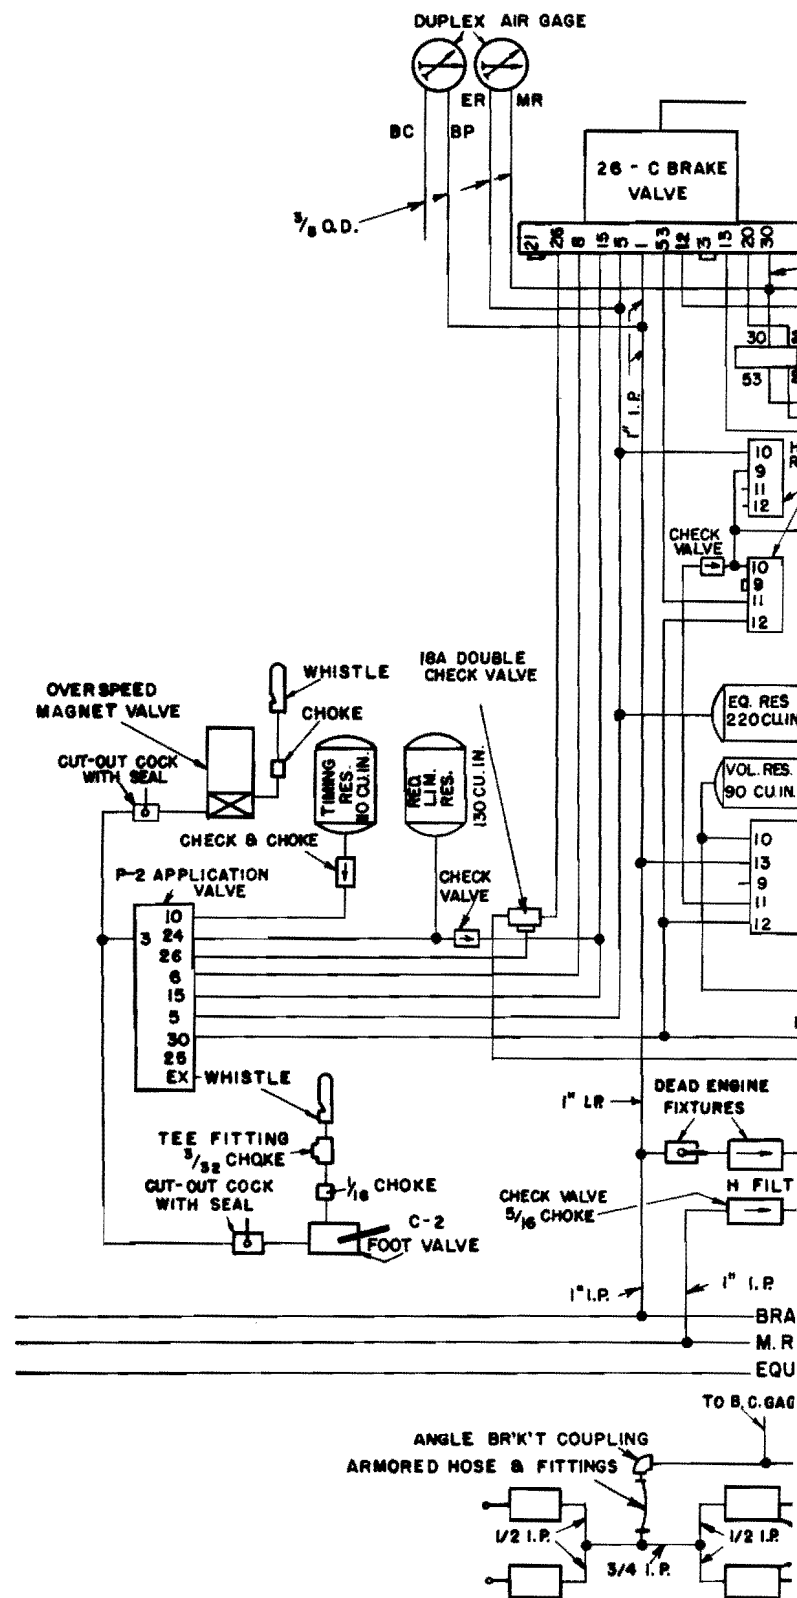 DUPLEX AIR GAGE
ER MR
BC BP
26 - C BRAKE
VALVE
3/8 O.D.
21 26 8 15 5 1 53 12 3 13 20 30
30
53
1" I.P.
10
9
11
12
CHECK
VALVE
10
9
11
12
18A DOUBLE
CHECK VALVE
WHISTLE
OVERSPEED
MAGNET VALVE
CHOKE
EQ. RES
220 CU.IN
CUT-OUT COCK
WITH SEAL
TIMING
RES.
RED.
LIM.
RES.
130 CU. IN.
VOL. RES.
90 CU.IN.
CHECK & CHOKE
P-2 APPLICATION
VALVE
CHECK
VALVE
10
13
9
11
12
10
3 24
26
6
15
5
30
25
EX WHISTLE
DEAD ENGINE
FIXTURES
1" I.P.
TEE FITTING
3/32 CHOKE
CUT-OUT COCK
WITH SEAL
1/16 CHOKE
H FILT
CHECK VALVE
5/16 CHOKE
C-2
FOOT VALVE
1" I.P.
1" I.P.
BRA
M. R
EQU
TO B.C. GAG
ANGLE BR'K'T COUPLING
ARMORED HOSE & FITTINGS
1/2 I.P.
1/2 I.P.
3/4 I.P.